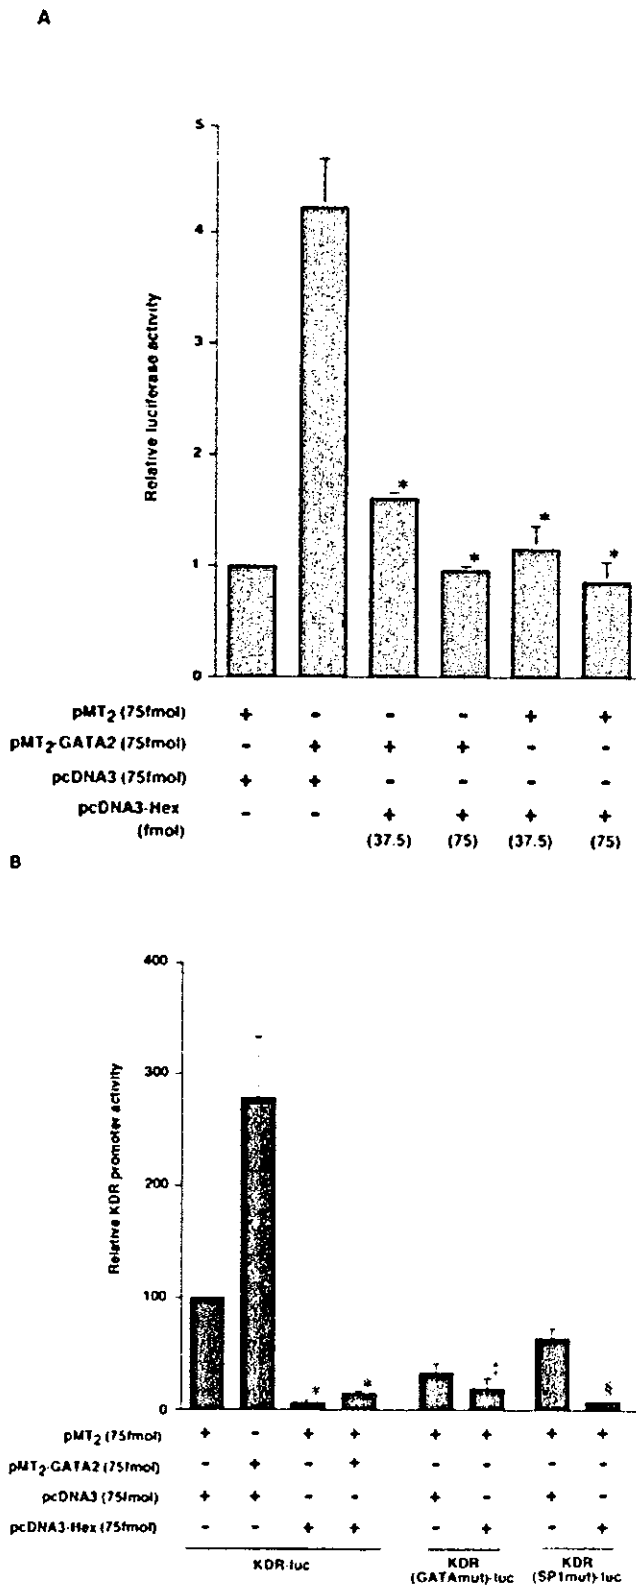 A
5
4
3
2
1
0
Relative luciferase activity
pMT2 (75fmol) + - - - + +
pMT2-GATA2 (75fmol) - + + + - -
pcDNA3 (75fmol) + + - - - -
pcDNA3-Hex (fmol) - - + + + +
(37.5) (75) (37.5) (75)
* * * *
B
400
300
200
100
0
Relative KDR promoter activity
* * ‡ §
pMT2 (75fmol) + - + + + + + +
pMT2-GATA2 (75fmol) - + - + - - - -
pcDNA3 (75fmol) + + - - + - + -
pcDNA3-Hex (75fmol) - - + + - + - +
KDR-luc
KDR (GATAmut)-luc
KDR (SP1mut)-luc